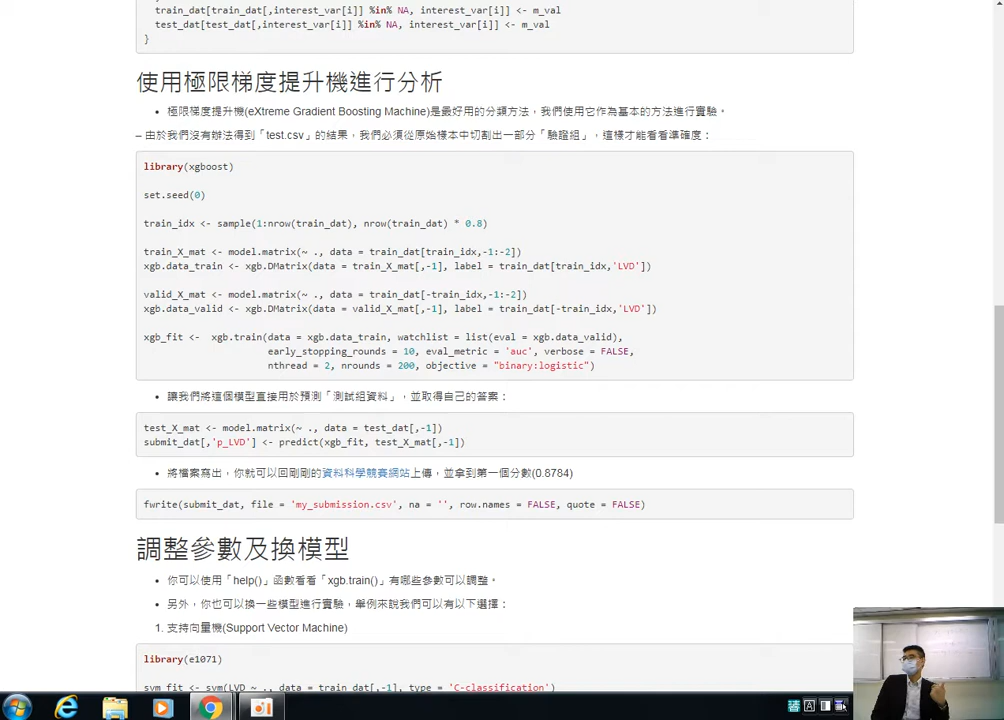 train_dat[train_dat[,interest_var[i]] %in% NA, interest_var[i]] <- m_val
test_dat[test_dat[,interest_var[i]] %in% NA, interest_var[i]] <- m_val
}
使用極限梯度提升機進行分析
• 極限梯度提升機(eXtreme Gradient Boosting Machine)是最好用的分類方法，我們使用它作為基本的方法進行實驗。
– 由於我們沒有辦法得到「test.csv」的結果，我們必須從原始樣本中切割出一部分「驗證組」，這樣才能看看準確度：
library(xgboost)
set.seed(0)
train_idx <- sample(1:nrow(train_dat), nrow(train_dat) * 0.8)
train_X_mat <- model.matrix(~ ., data = train_dat[train_idx,-1:-2])
xgb.data_train <- xgb.DMatrix(data = train_X_mat[,-1], label = train_dat[train_idx,'LVD'])
valid_X_mat <- model.matrix(~ ., data = train_dat[-train_idx,-1:-2])
xgb.data_valid <- xgb.DMatrix(data = valid_X_mat[,-1], label = train_dat[-train_idx,'LVD'])
xgb_fit <- xgb.train(data = xgb.data_train, watchlist = list(eval = xgb.data_valid),
early_stopping_rounds = 10, eval_metric = 'auc', verbose = FALSE,
nthread = 2, nrounds = 200, objective = "binary:logistic")
• 讓我們將這個模型直接用於預測「測試組資料」，並取得自己的答案：
test_X_mat <- model.matrix(~ ., data = test_dat[,-1])
submit_dat[,'p_LVD'] <- predict(xgb_fit, test_X_mat[,-1])
• 將檔案寫出，你就可以回剛剛的資料科學競賽網站上傳，並拿到第一個分數(0.8784)
fwrite(submit_dat, file = 'my_submission.csv', na = '', row.names = FALSE, quote = FALSE)
調整參數及換模型
• 你可以使用「help()」函數看看「xgb.train()」有哪些參數可以調整。
• 另外，你也可以換一些模型進行實驗，舉例來說我們可以有以下選擇：
1. 支持向量機(Support Vector Machine)
library(e1071)
svm_fit <- svm(LVD ~ ., data = train_dat[,-1], type = 'C-classification')